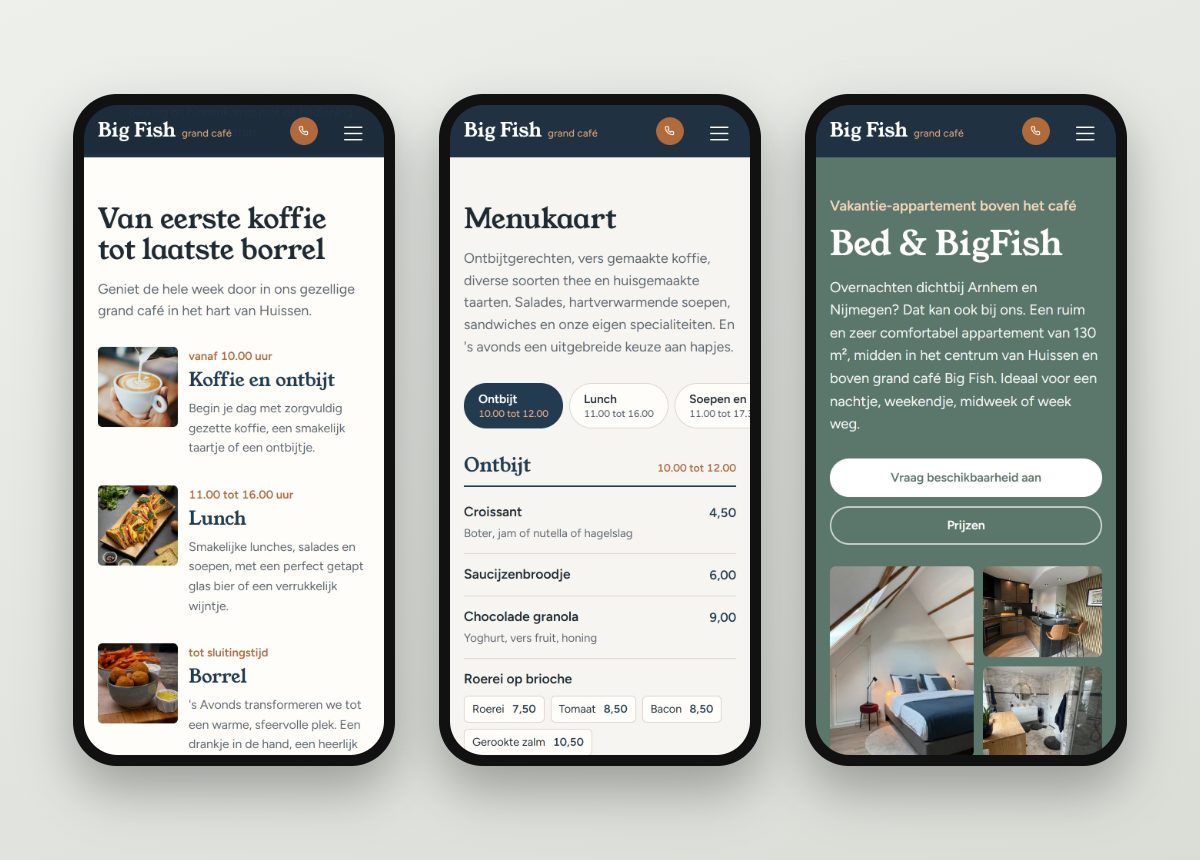 Big Fish grand café
Van eerste koffie
tot laatste borrel
Geniet de hele week door in ons gezellige
grand café in het hart van Huissen.
vanaf 10.00 uur
Koffie en ontbijt
Begin je dag met zorgvuldig
gezette koffie, een smakelijk
taartje of een ontbijtje.
11.00 tot 16.00 uur
Lunch
Smakelijke lunches, salades en
soepen, met een perfect getapt
glas bier of een verrukkelijk
wijntje.
tot sluitingstijd
Borrel
's Avonds transformeren we tot
een warme, sfeervolle plek. Een
drankje in de hand, een heerlijk
Big Fish grand café
Menukaart
Ontbijtgerechten, vers gemaakte koffie,
diverse soorten thee en huisgemaakte
taarten. Salades, hartverwarmende soepen,
sandwiches en onze eigen specialiteiten. En
's avonds een uitgebreide keuze aan hapjes.
Ontbijt Lunch Soepen en
10.00 tot 12.00 11.00 tot 16.00 11.00 tot 17.3
Ontbijt 10.00 tot 12.00
Croissant 4,50
Boter, jam of nutella of hagelslag
Saucijzenbroodje 6,00
Chocolade granola 9,00
Yoghurt, vers fruit, honing
Roerei op brioche
Roerei 7,50 Tomaat 8,50 Bacon 8,50
Gerookte zalm 10,50
Big Fish grand café
Vakantie-appartement boven het café
Bed & BigFish
Overnachten dichtbij Arnhem en
Nijmegen? Dat kan ook bij ons. Een ruim
en zeer comfortabel appartement van 130
m², midden in het centrum van Huissen en
boven grand café Big Fish. Ideaal voor een
nachtje, weekendje, midweek of week
weg.
Vraag beschikbaarheid aan
Prijzen